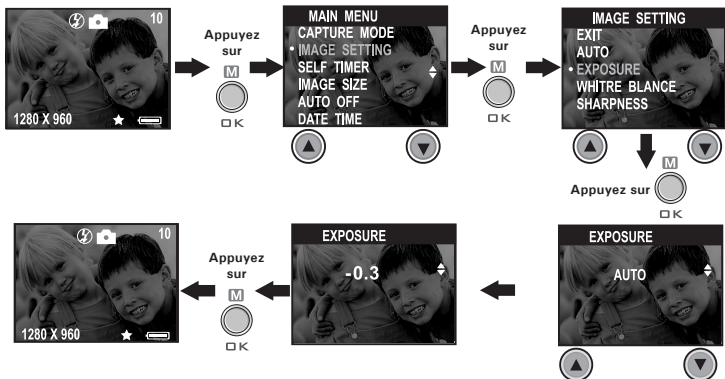 10
1280 X 960
Appuyez
sur
M
OK
MAIN MENU
CAPTURE MODE
• IMAGE SETTING
SELF TIMER
IMAGE SIZE
AUTO OFF
DATE TIME
Appuyez
sur
M
OK
IMAGE SETTING
EXIT
AUTO
• EXPOSURE
WHITRE BLANCE
SHARPNESS
Appuyez sur
M
OK
EXPOSURE
AUTO
EXPOSURE
-0.3
Appuyez
sur
M
OK
10
1280 X 960